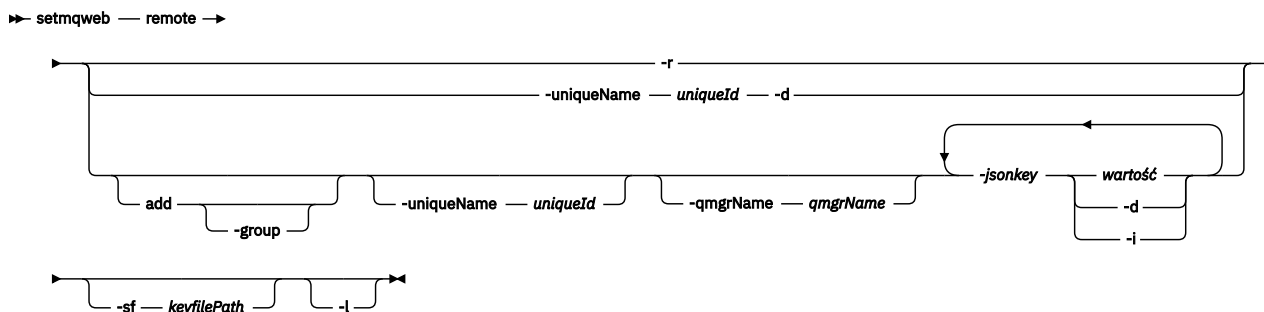 setmqweb remote
-r
-uniqueName uniqueId -d
add -group -uniqueName uniqueId -qmgrName qmgrName -jsonkey wartość -d -i
-sf keyfilePath -l